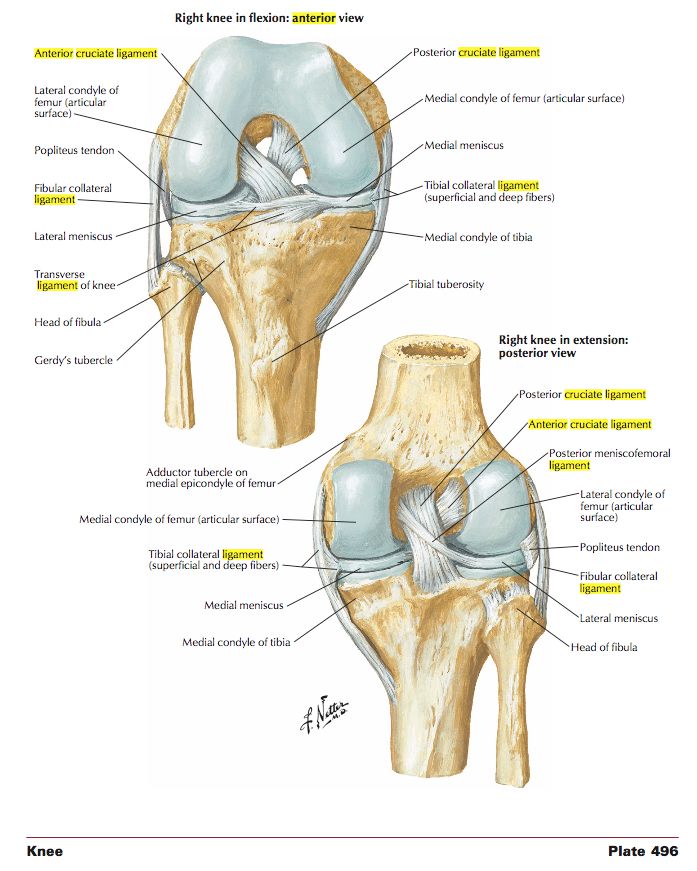 Right knee in flexion: anterior view
Anterior cruciate ligament
Lateral condyle of
femur (articular
surface)
Popliteus tendon
Fibular collateral
ligament
Lateral meniscus
Transverse
ligament of knee
Head of fibula
Gerdy's tubercle
Posterior cruciate ligament
Medial condyle of femur (articular surface)
Medial meniscus
Tibial collateral ligament
(superficial and deep fibers)
Medial condyle of tibia
Tibial tuberosity
Right knee in extension:
posterior view
Adductor tubercle on
medial epicondyle of femur
Medial condyle of femur (articular surface)
Tibial collateral ligament
(superficial and deep fibers)
Medial meniscus
Medial condyle of tibia
Posterior cruciate ligament
Anterior cruciate ligament
Posterior meniscofemoral
ligament
Lateral condyle of
femur (articular
surface)
Popliteus tendon
Fibular collateral
ligament
Lateral meniscus
Head of fibula
F. Netter
M.D.
Knee
Plate 496